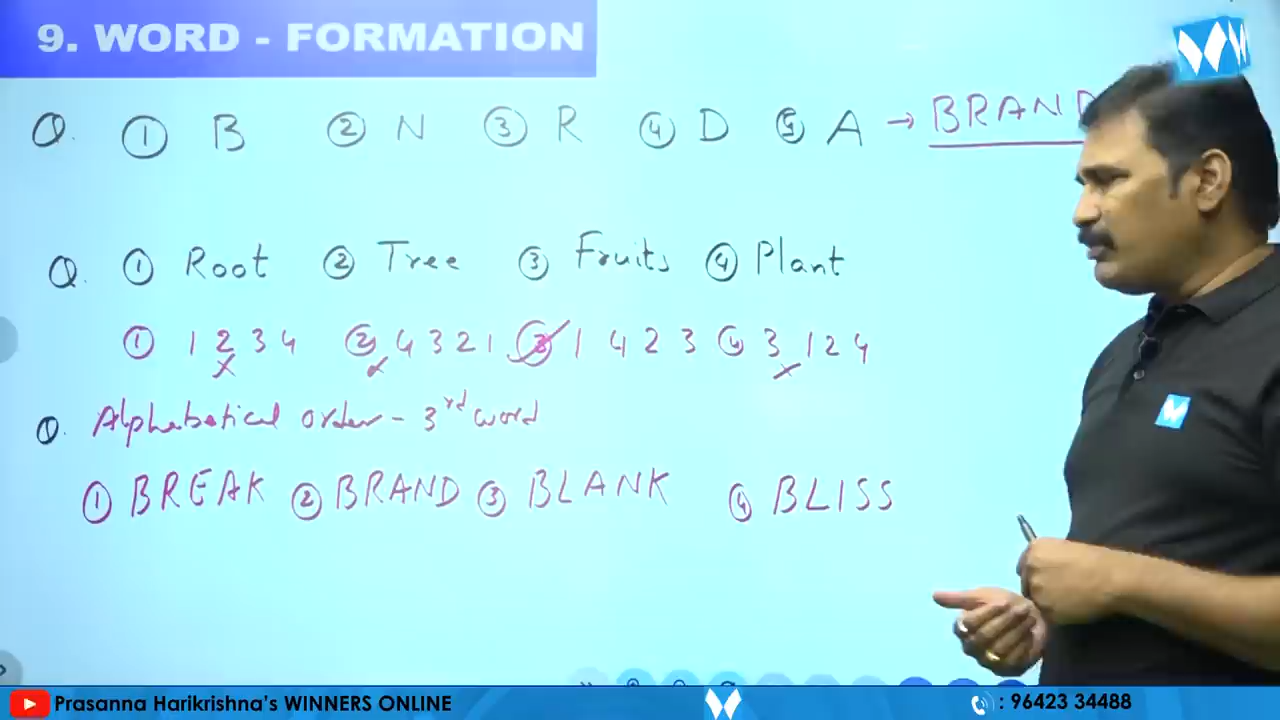 9. WORD - FORMATION
Q. ① B ② N ③ R ④ D ⑤ A → BRAND
Q. ① Root ② Tree ③ Fruits ④ Plant
① 1 2 3 4 ② 4 3 2 1 ③ 1 4 2 3 ④ 3 1 2 4
Q. Alphabetical order - 3rd word
① BREAK ② BRAND ③ BLANK ④ BLISS
Prasanna Harikrishna's WINNERS ONLINE : 96423 34488